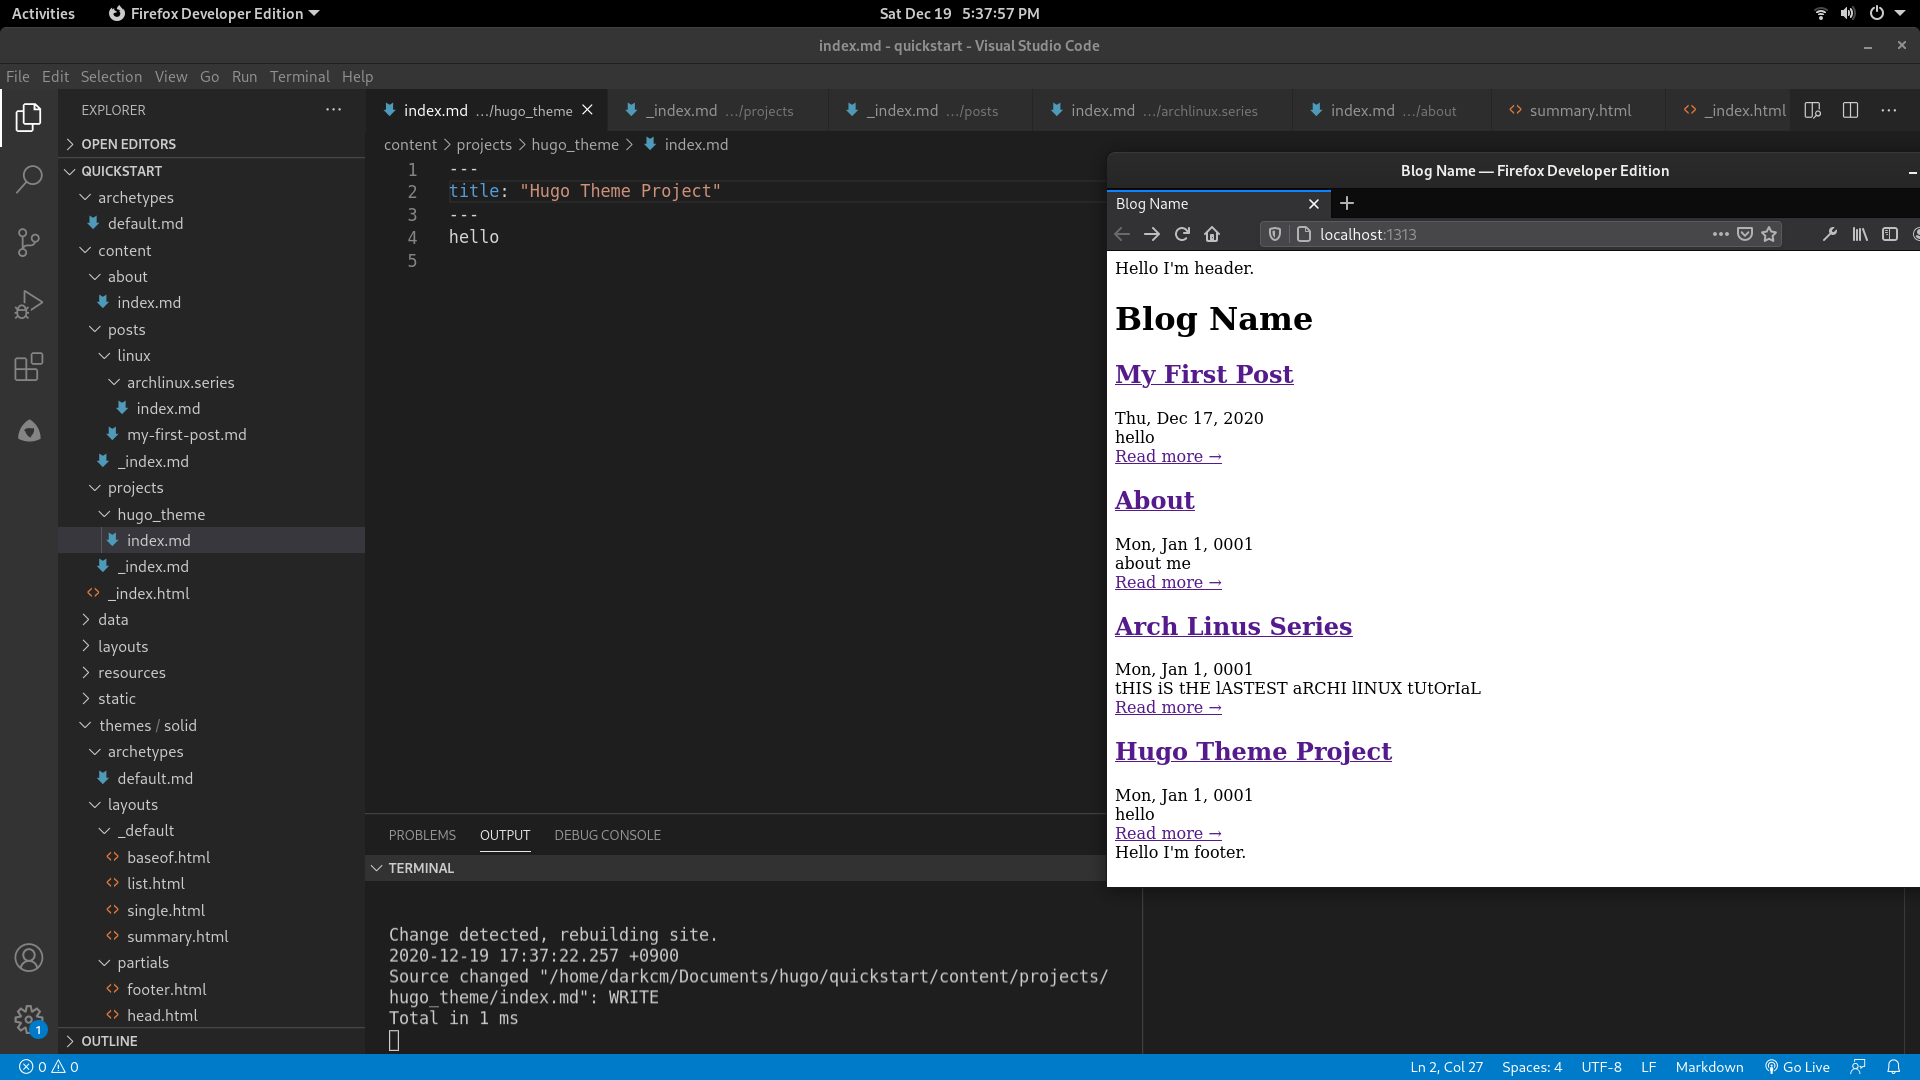 Activities
Firefox Developer Edition
Sat Dec 19 5:37:57 PM
index.md - quickstart - Visual Studio Code
File Edit Selection View Go Run Terminal Help
EXPLORER
OPEN EDITORS
QUICKSTART
archetypes
default.md
content
about
index.md
posts
linux
archlinux.series
index.md
my-first-post.md
_index.md
projects
hugo_theme
index.md
_index.md
_index.html
data
layouts
resources
static
themes / solid
archetypes
default.md
layouts
_default
baseof.html
list.html
single.html
summary.html
partials
footer.html
head.html
OUTLINE
index.md .../hugo_theme
_index.md .../projects
_index.md .../posts
index.md .../archlinux.series
index.md .../about
summary.html
_index.html
content > projects > hugo_theme > index.md
1 ---
2 title: "Hugo Theme Project"
3 ---
4 hello
5
PROBLEMS OUTPUT DEBUG CONSOLE
TERMINAL
Change detected, rebuilding site.
2020-12-19 17:37:22.257 +0900
Source changed "/home/darkcm/Documents/hugo/quickstart/content/projects/
hugo_theme/index.md": WRITE
Total in 1 ms
Blog Name — Firefox Developer Edition
Blog Name
localhost:1313
Hello I'm header.
Blog Name
My First Post
Thu, Dec 17, 2020
hello
Read more →
About
Mon, Jan 1, 0001
about me
Read more →
Arch Linus Series
Mon, Jan 1, 0001
tHIS iS tHE lASTEST aRCHI lINUX tUtOrIaL
Read more →
Hugo Theme Project
Mon, Jan 1, 0001
hello
Read more →
Hello I'm footer.
1
0 0
Ln 2, Col 27
Spaces: 4
UTF-8
LF
Markdown
Go Live